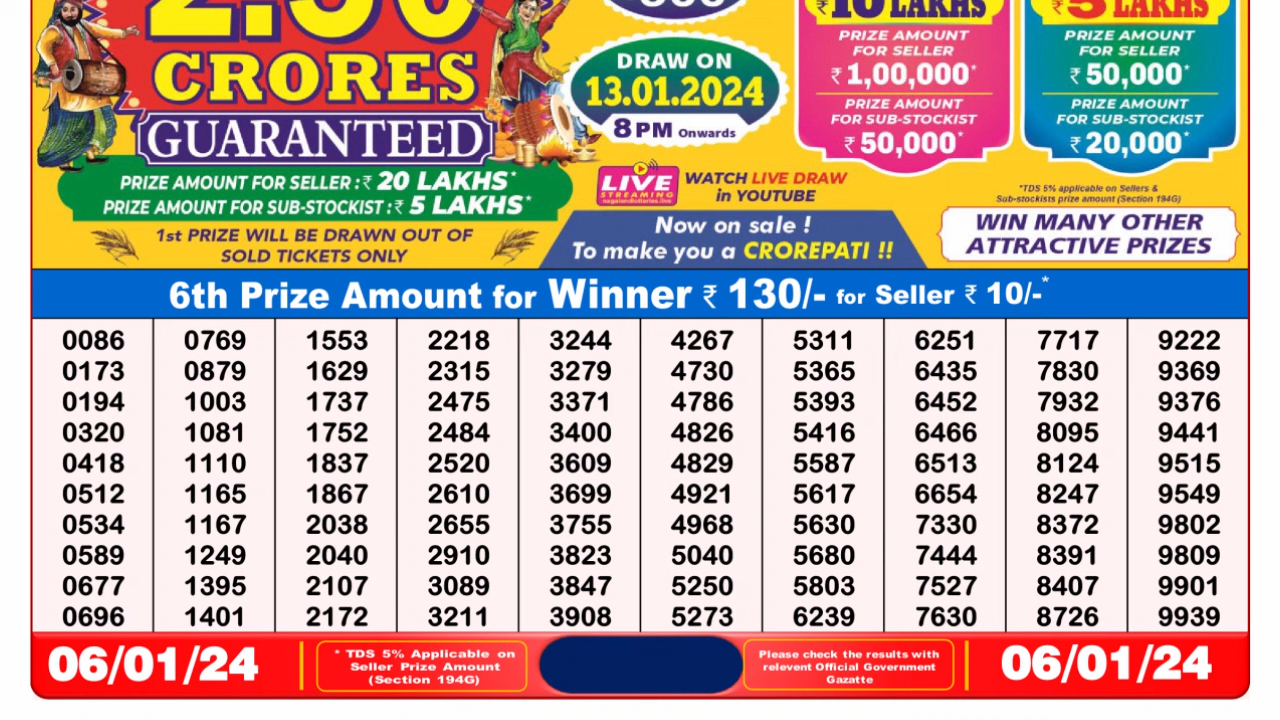 2.50
CRORES
GUARANTEED
PRIZE AMOUNT FOR SELLER :₹ 20 LAKHS*
PRIZE AMOUNT FOR SUB-STOCKIST :₹ 5 LAKHS*
1st PRIZE WILL BE DRAWN OUT OF
SOLD TICKETS ONLY
DRAW ON
13.01.2024
8 PM Onwards
LIVE
STREAMING
nagalandlotteries.live
WATCH LIVE DRAW
in YOUTUBE
Now on sale !
To make you a CROREPATI !!
₹10 LAKHS
PRIZE AMOUNT
FOR SELLER
₹ 1,00,000*
PRIZE AMOUNT
FOR SUB-STOCKIST
₹ 50,000*
₹5 LAKHS
PRIZE AMOUNT
FOR SELLER
₹ 50,000*
PRIZE AMOUNT
FOR SUB-STOCKIST
₹ 20,000*
*TDS 5% applicable on Sellers &
Sub-stockists prize amount (Section 194G)
WIN MANY OTHER
ATTRACTIVE PRIZES
6th Prize Amount for Winner ₹ 130/- for Seller ₹ 10/-*
0086 0769 1553 2218 3244 4267 5311 6251 7717 9222
0173 0879 1629 2315 3279 4730 5365 6435 7830 9369
0194 1003 1737 2475 3371 4786 5393 6452 7932 9376
0320 1081 1752 2484 3400 4826 5416 6466 8095 9441
0418 1110 1837 2520 3609 4829 5587 6513 8124 9515
0512 1165 1867 2610 3699 4921 5617 6654 8247 9549
0534 1167 2038 2655 3755 4968 5630 7330 8372 9802
0589 1249 2040 2910 3823 5040 5680 7444 8391 9809
0677 1395 2107 3089 3847 5250 5803 7527 8407 9901
0696 1401 2172 3211 3908 5273 6239 7630 8726 9939
06/01/24
* TDS 5% Applicable on
Seller Prize Amount
(Section 194G)
Please check the results with
relevent Official Government
Gazatte
06/01/24